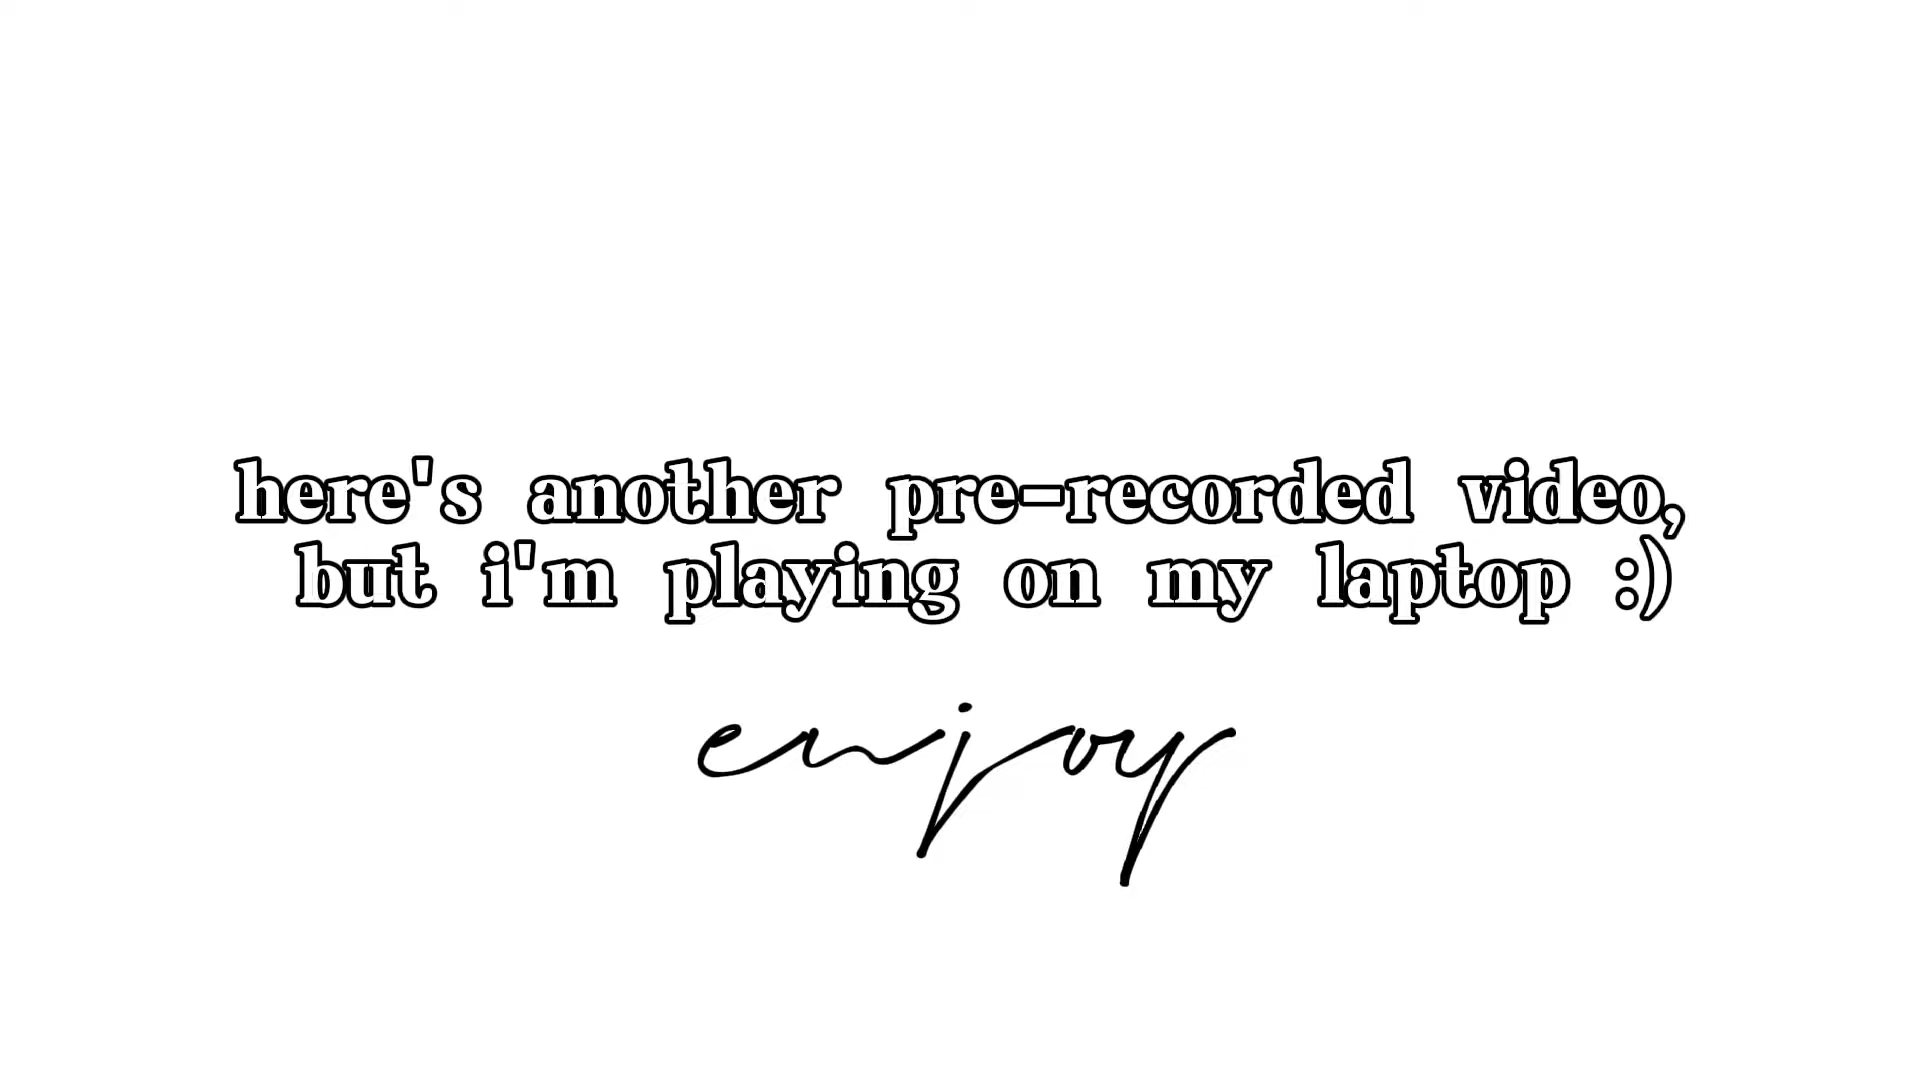 here's another pre-recorded video,
but i'm playing on my laptop :)
enjoy